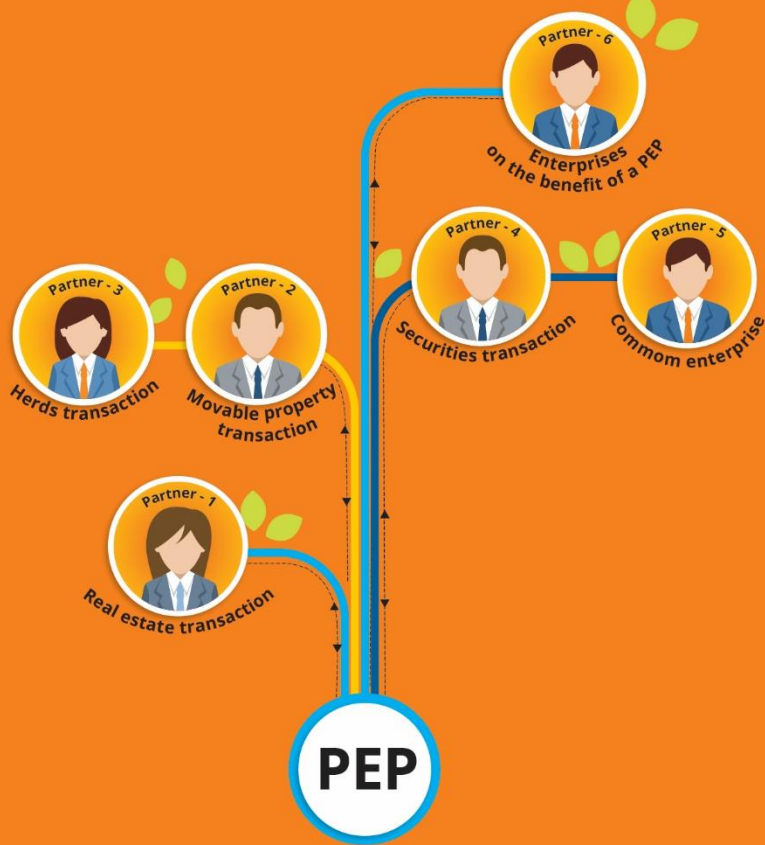 Partner - 6
Enterprises
on the benefit of a PEP
Partner - 4
Securities transaction
Partner - 5
Commom enterprise
Partner - 3
Herds transaction
Partner - 2
Movable property
transaction
Partner - 1
Real estate transaction
PEP